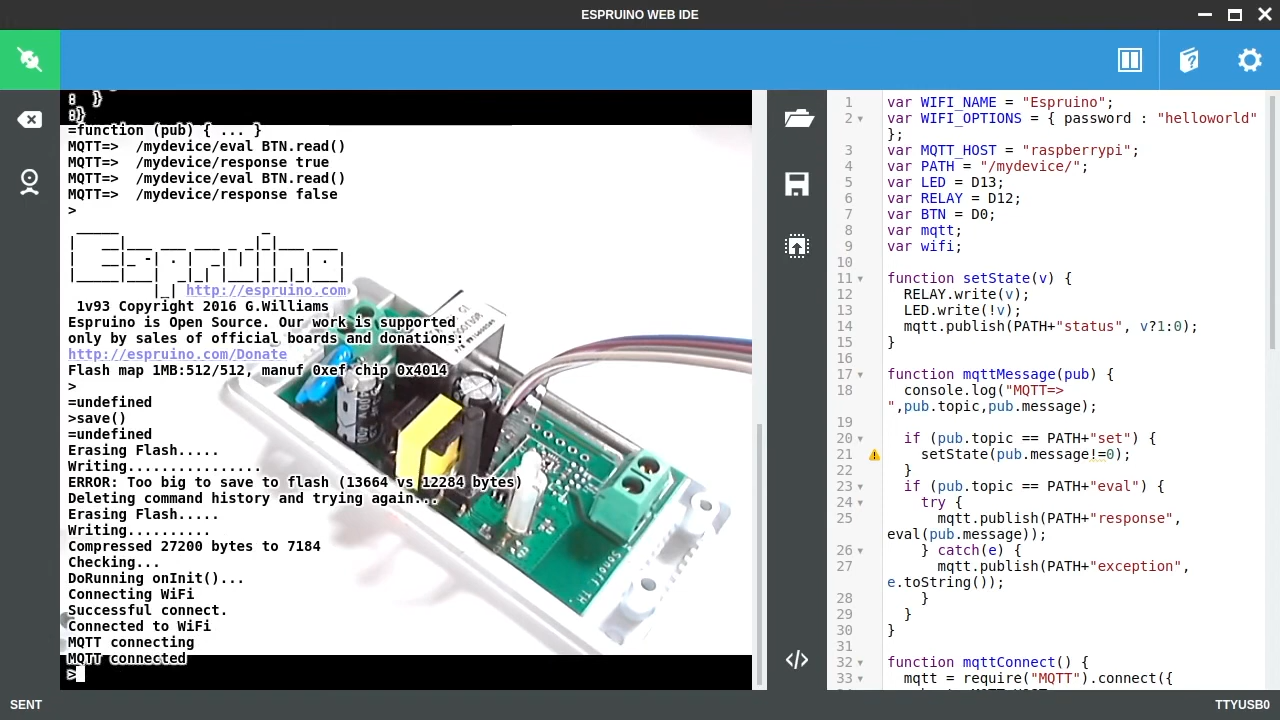 ESPRUINO WEB IDE
: }
:}
=function (pub) { ... }
MQTT=>  /mydevice/eval BTN.read()
MQTT=>  /mydevice/response true
MQTT=>  /mydevice/eval BTN.read()
MQTT=>  /mydevice/response false
>
http://espruino.com
1v93 Copyright 2016 G.Williams
Espruino is Open Source. Our work is supported
only by sales of official boards and donations:
http://espruino.com/Donate
Flash map 1MB:512/512, manuf 0xef chip 0x4014
>
=undefined
>save()
=undefined
Erasing Flash.....
Writing................
ERROR: Too big to save to flash (13664 vs 12284 bytes)
Deleting command history and trying again...
Erasing Flash.....
Writing..........
Compressed 27200 bytes to 7184
Checking...
DoRunning onInit()...
Connecting WiFi
Successful connect.
Connected to WiFi
MQTT connecting
MQTT connected
>
Sonoff TH
1 var WIFI_NAME = "Espruino";
2 var WIFI_OPTIONS = { password : "helloworld"
};
3 var MQTT_HOST = "raspberrypi";
4 var PATH = "/mydevice/";
5 var LED = D13;
6 var RELAY = D12;
7 var BTN = D0;
8 var mqtt;
9 var wifi;
10
11 function setState(v) {
12   RELAY.write(v);
13   LED.write(!v);
14   mqtt.publish(PATH+"status", v?1:0);
15 }
16
17 function mqttMessage(pub) {
18   console.log("MQTT=>
",pub.topic,pub.message);
19
20   if (pub.topic == PATH+"set") {
21     setState(pub.message!=0);
22   }
23   if (pub.topic == PATH+"eval") {
24     try {
25       mqtt.publish(PATH+"response",
eval(pub.message));
26     } catch(e) {
27       mqtt.publish(PATH+"exception",
e.toString());
28     }
29   }
30 }
31
32 function mqttConnect() {
33   mqtt = require("MQTT").connect({
SENT
TTYUSB0